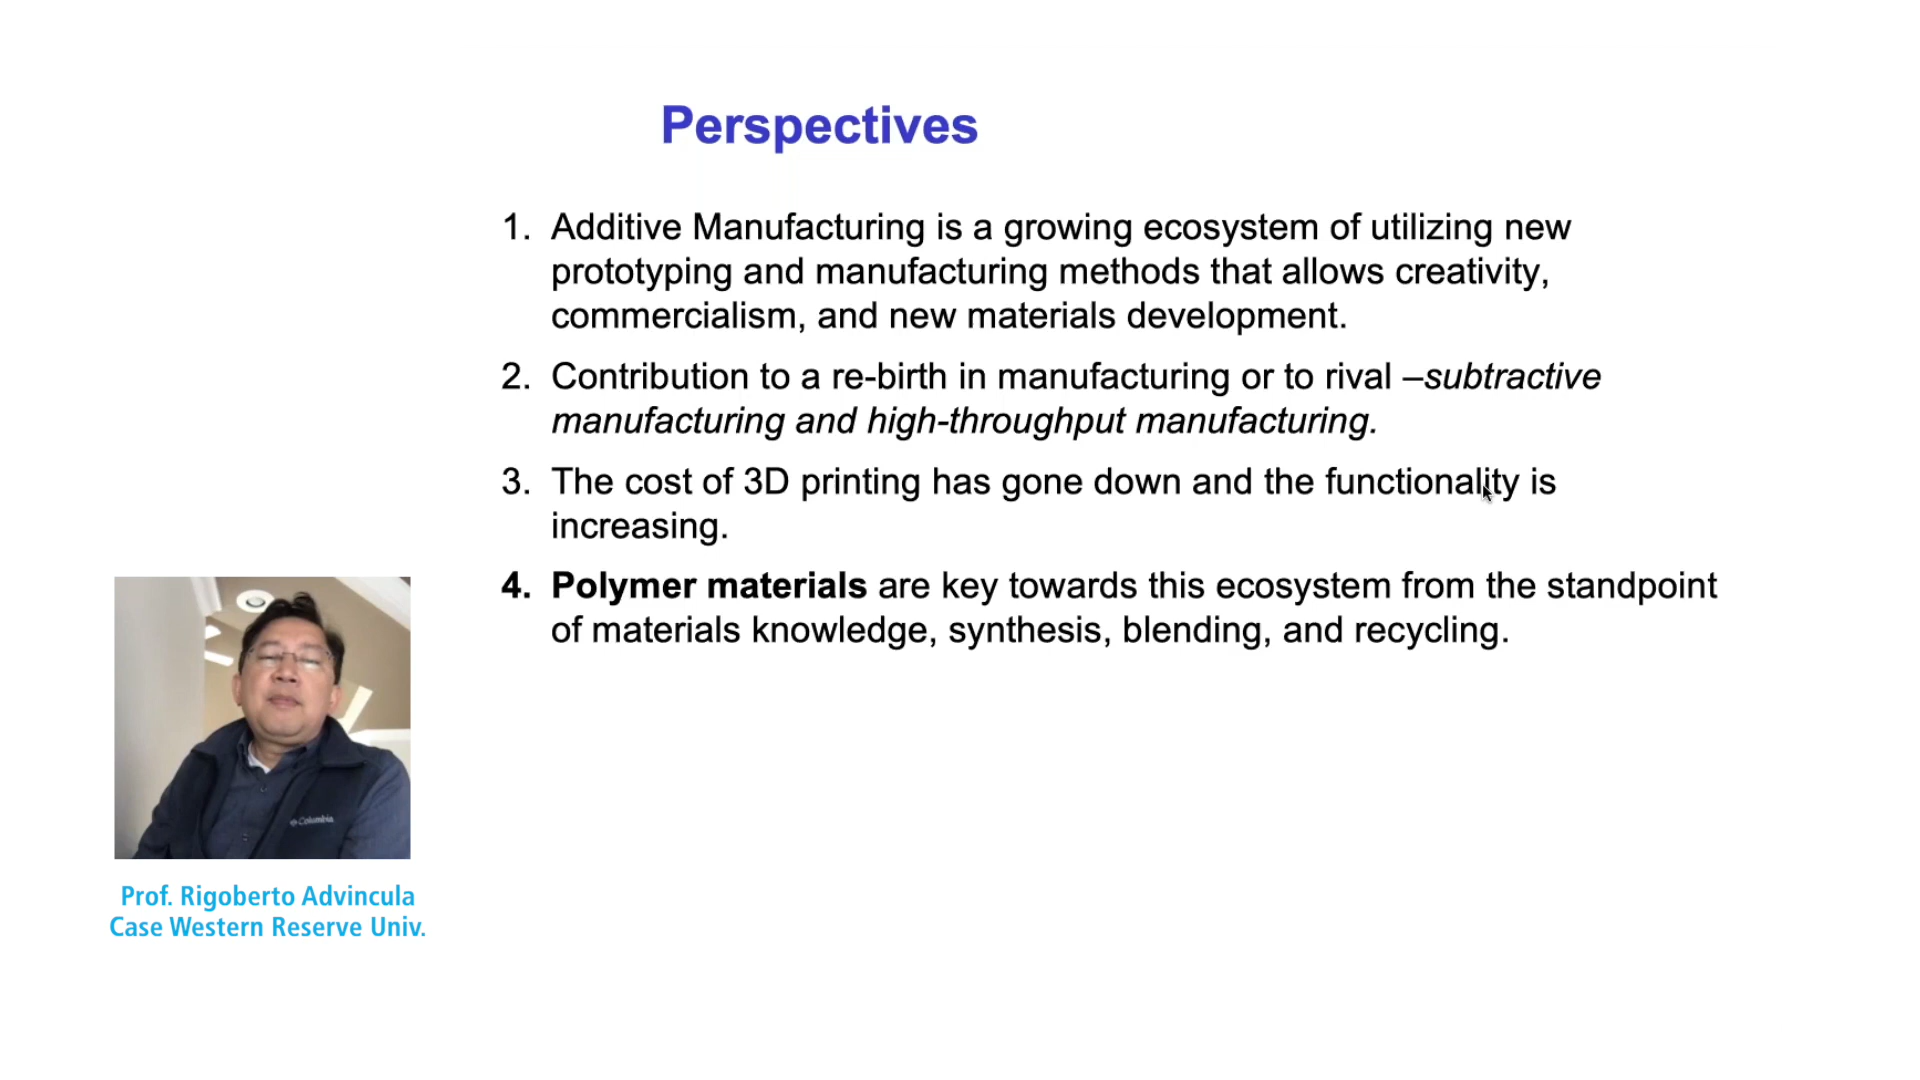 Perspectives
1. Additive Manufacturing is a growing ecosystem of utilizing new
prototyping and manufacturing methods that allows creativity,
commercialism, and new materials development.
2. Contribution to a re-birth in manufacturing or to rival –subtractive
manufacturing and high-throughput manufacturing.
3. The cost of 3D printing has gone down and the functionality is
increasing.
4. Polymer materials are key towards this ecosystem from the standpoint
of materials knowledge, synthesis, blending, and recycling.
Columbia
Prof. Rigoberto Advincula
Case Western Reserve Univ.